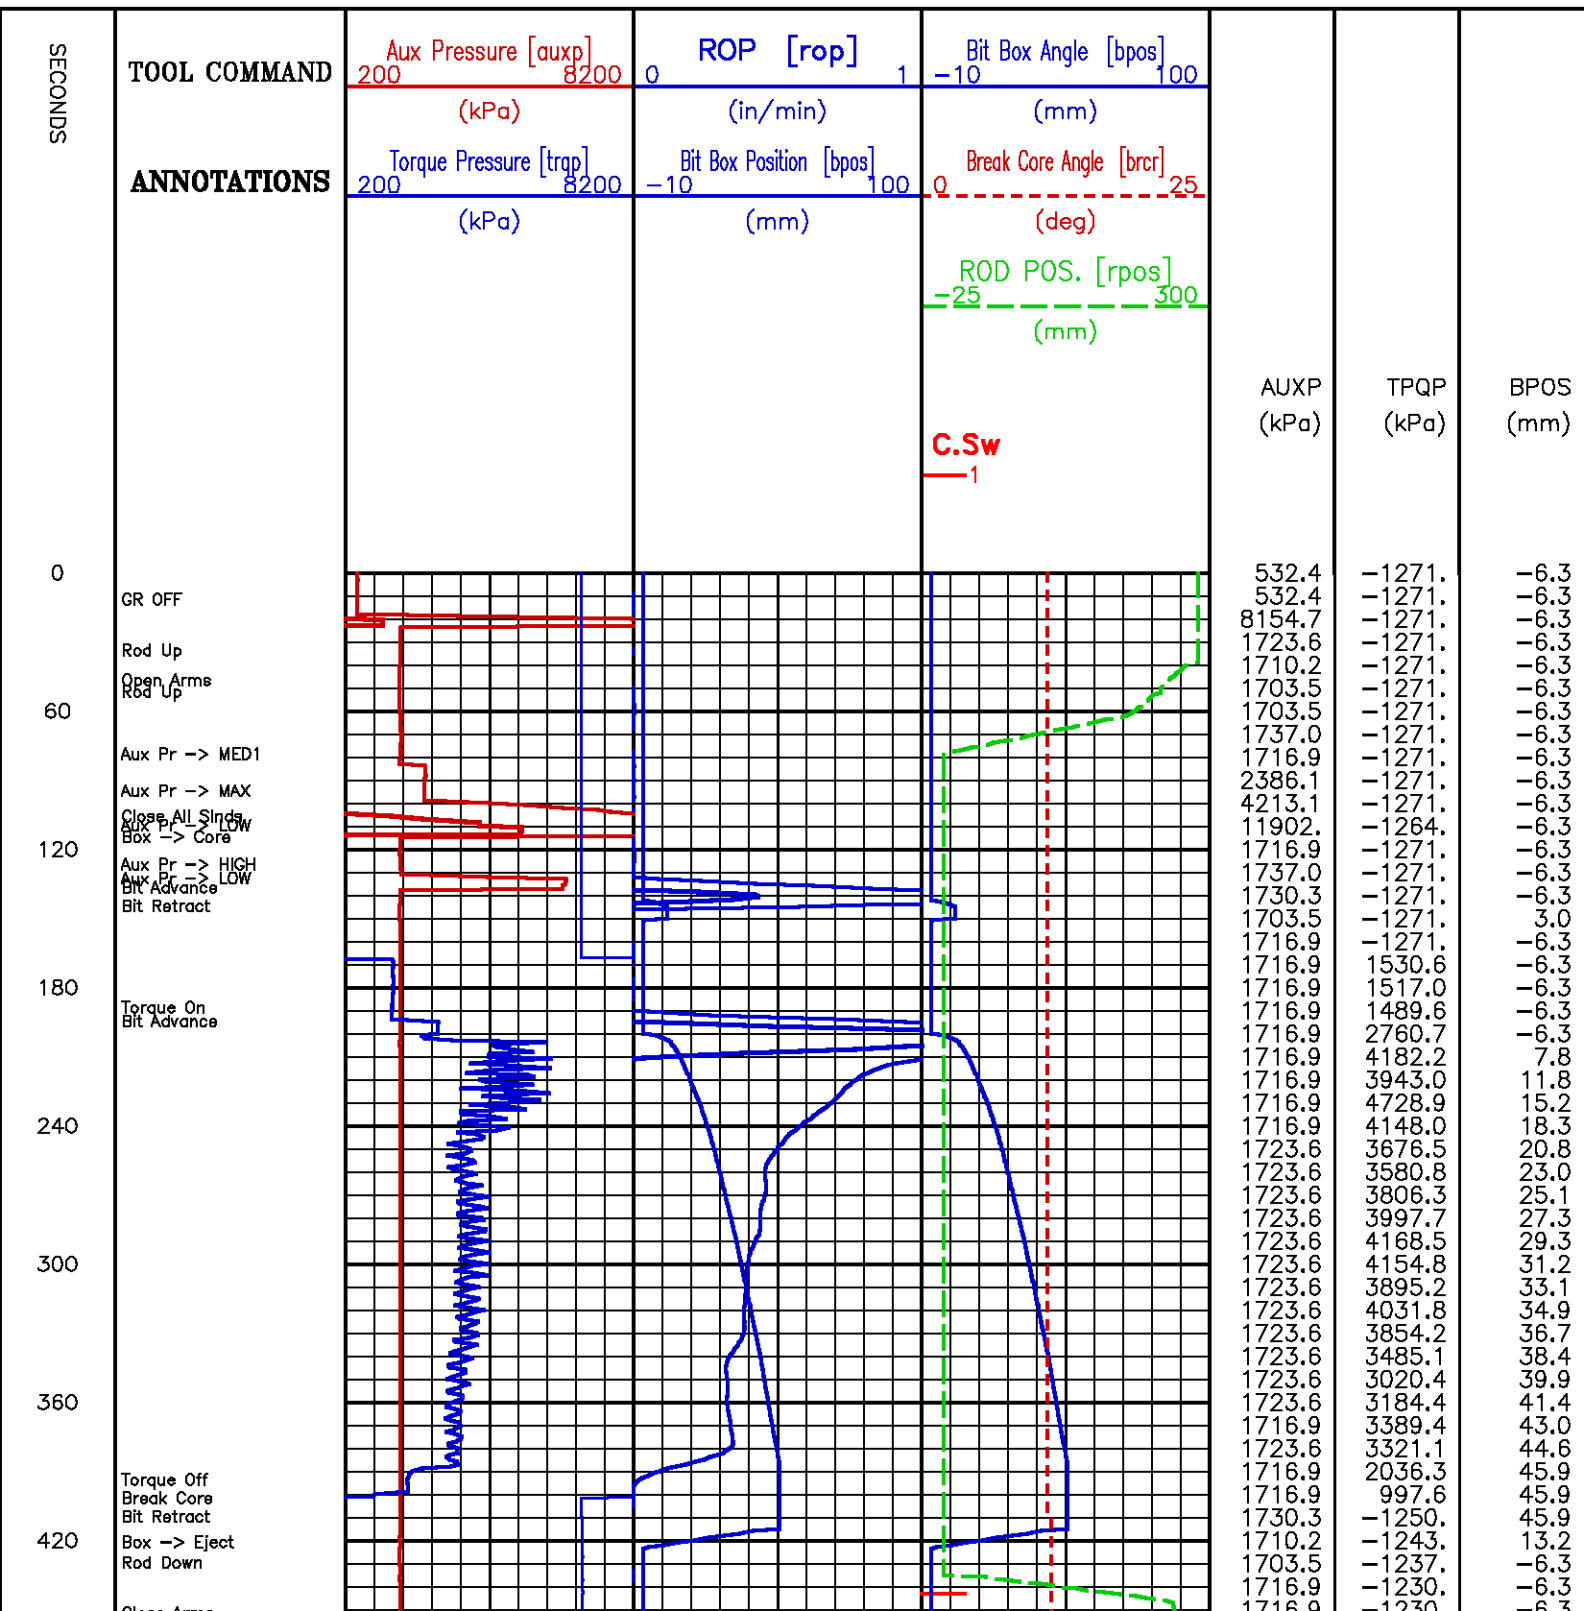 SECONDS
TOOL COMMAND
ANNOTATIONS
Aux Pressure [auxp]
200 8200
(kPa)
Torque Pressure [trqp]
200 8200
(kPa)
ROP [rop]
0 1
(in/min)
Bit Box Position [bpos]
-10 100
(mm)
Bit Box Angle [bpos]
-10 100
(mm)
Break Core Angle [brcr]
0 25
(deg)
ROD POS. [rpos]
-25 300
(mm)
C.Sw
1
AUXP TPQP BPOS
(kPa) (kPa) (mm)
0 532.4 -1271. -6.3
GR OFF 532.4 -1271. -6.3
8154.7 -1271. -6.3
1723.6 -1271. -6.3
Rod Up 1710.2 -1271. -6.3
Open Arms
Rod Up 1703.5 -1271. -6.3
60 1703.5 -1271. -6.3
1737.0 -1271. -6.3
Aux Pr -> MED1 1716.9 -1271. -6.3
2386.1 -1271. -6.3
Aux Pr -> MAX 4213.1 -1271. -6.3
Close All Slnds
Aux Pr -> LOW 11902. -1264. -6.3
Box -> Core
120 1716.9 -1271. -6.3
Aux Pr -> HIGH
Aux Pr -> LOW 1737.0 -1271. -6.3
Bit Advance 1730.3 -1271. -6.3
Bit Retract
1703.5 -1271. 3.0
1716.9 -1271. -6.3
1716.9 1530.6 -6.3
180 1716.9 1517.0 -6.3
Torque On 1716.9 1489.6 -6.3
Bit Advance
1716.9 2760.7 -6.3
1716.9 4182.2 7.8
1716.9 3943.0 11.8
1716.9 4728.9 15.2
240 1716.9 4148.0 18.3
1723.6 3676.5 20.8
1723.6 3580.8 23.0
1723.6 3806.3 25.1
1723.6 3997.7 27.3
1723.6 4168.5 29.3
300 1723.6 4154.8 31.2
1723.6 3895.2 33.1
1723.6 4031.8 34.9
1723.6 3854.2 36.7
1723.6 3485.1 38.4
1723.6 3020.4 39.9
360 1723.6 3184.4 41.4
1716.9 3389.4 43.0
1723.6 3321.1 44.6
Torque Off 1716.9 2036.3 45.9
Break Core 1716.9 997.6 45.9
Bit Retract 1730.3 -1250. 45.9
420 Box -> Eject 1710.2 -1243. 13.2
Rod Down 1703.5 -1237. -6.3
1716.9 -1230. -6.3
1716.9 -1230. -6.3